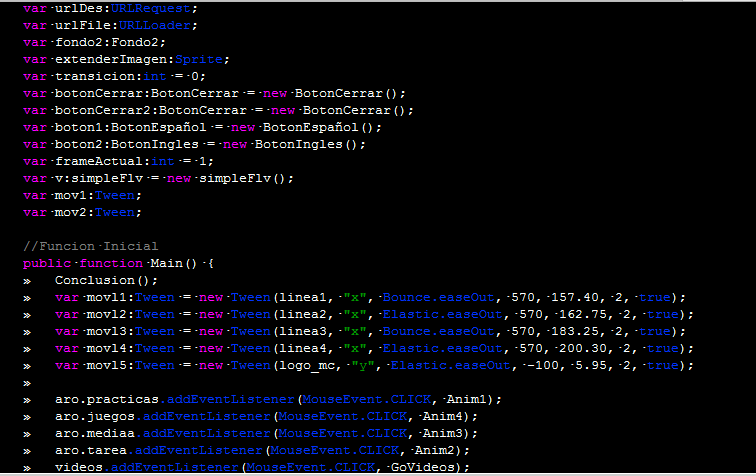 var urlDes:URLRequest;
var urlFile:URLLoader;
var fondo2:Fondo2;
var extenderImagen:Sprite;
var transicion:int = 0;
var botonCerrar:BotonCerrar = new BotonCerrar();
var botonCerrar2:BotonCerrar = new BotonCerrar();
var boton1:BotonEspañol = new BotonEspañol();
var boton2:BotonIngles = new BotonIngles();
var frameActual:int = 1;
var v:simpleFlv = new simpleFlv();
var mov1:Tween;
var mov2:Tween;
//Funcion Inicial
public function Main() {
» Conclusion();
» var movl1:Tween = new Tween(linea1, "x", Bounce.easeOut, 570, 157.40, 2, true);
» var movl2:Tween = new Tween(linea2, "x", Elastic.easeOut, 570, 162.75, 2, true);
» var movl3:Tween = new Tween(linea3, "x", Bounce.easeOut, 570, 183.25, 2, true);
» var movl4:Tween = new Tween(linea4, "x", Elastic.easeOut, 570, 200.30, 2, true);
» var movl5:Tween = new Tween(logo_mc, "y", Elastic.easeOut, -100, 5.95, 2, true);
»
» aro.practicas.addEventListener(MouseEvent.CLICK, Anim1);
» aro.juegos.addEventListener(MouseEvent.CLICK, Anim4);
» aro.mediaa.addEventListener(MouseEvent.CLICK, Anim3);
» aro.tarea.addEventListener(MouseEvent.CLICK, Anim2);
» videos.addEventListener(MouseEvent.CLICK, GoVideos);